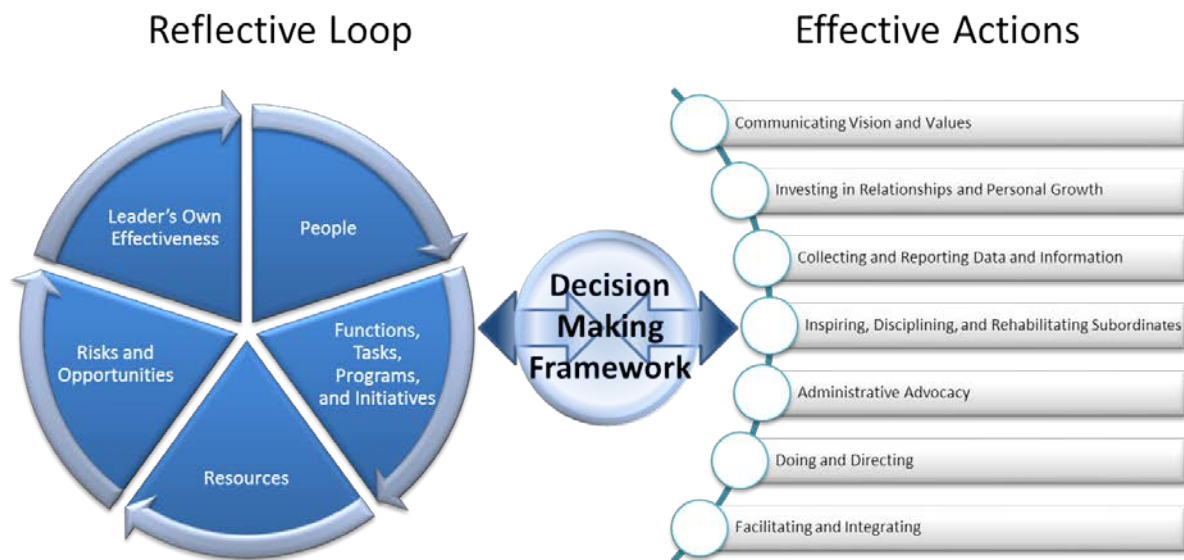 Reflective Loop
Effective Actions
Leader's Own
Effectiveness
People
Functions,
Tasks,
Programs,
and Initiatives
Resources
Risks and
Opportunities
Decision
Making
Framework
Communicating Vision and Values
Investing in Relationships and Personal Growth
Collecting and Reporting Data and Information
Inspiring, Disciplining, and Rehabilitating Subordinates
Administrative Advocacy
Doing and Directing
Facilitating and Integrating